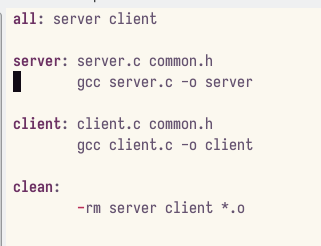 all: server client
server: server.c common.h
gcc server.c -o server
client: client.c common.h
gcc client.c -o client
clean:
-rm server client *.o